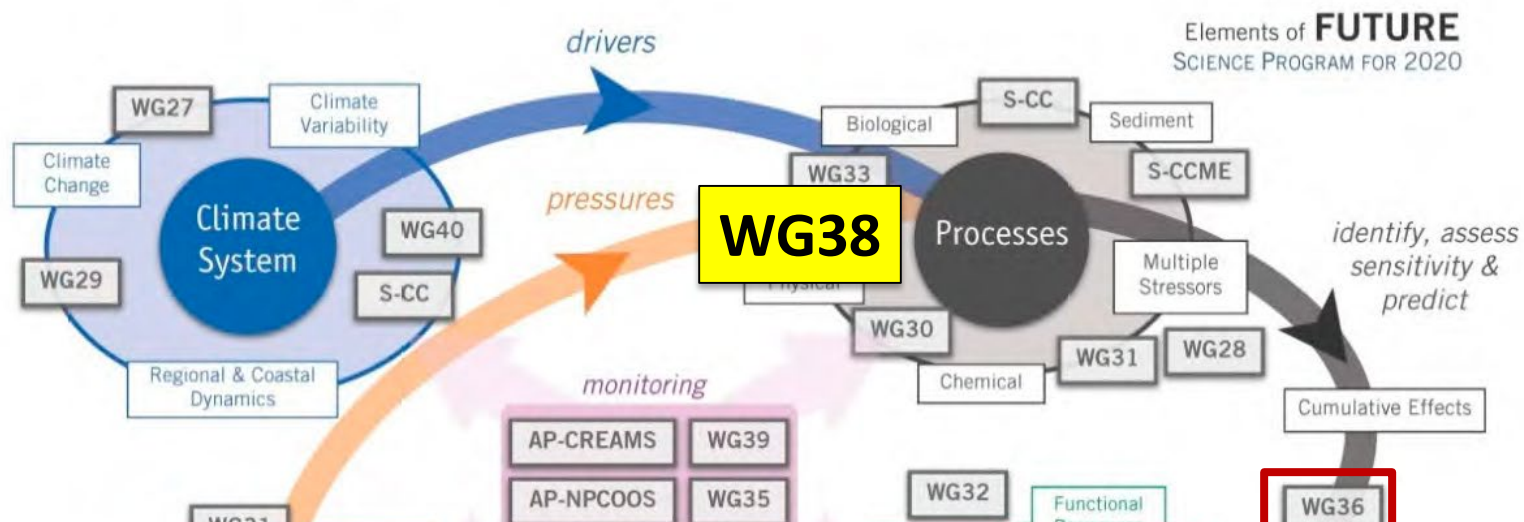 Elements of FUTURE
SCIENCE PROGRAM FOR 2020
drivers
WG27
Climate
Variability
Climate
Change
Climate
System
WG40
WG29
S-CC
Regional & Coastal
Dynamics
pressures
Biological
S-CC
Sediment
WG33
S-CCME
WG38
Processes
Physical
Multiple
Stressors
identify, assess
sensitivity &
predict
WG30
WG31
WG28
Chemical
Cumulative Effects
monitoring
AP-CREAMS
WG39
AP-NPCOOS
WG35
WG32
Functional
WG36